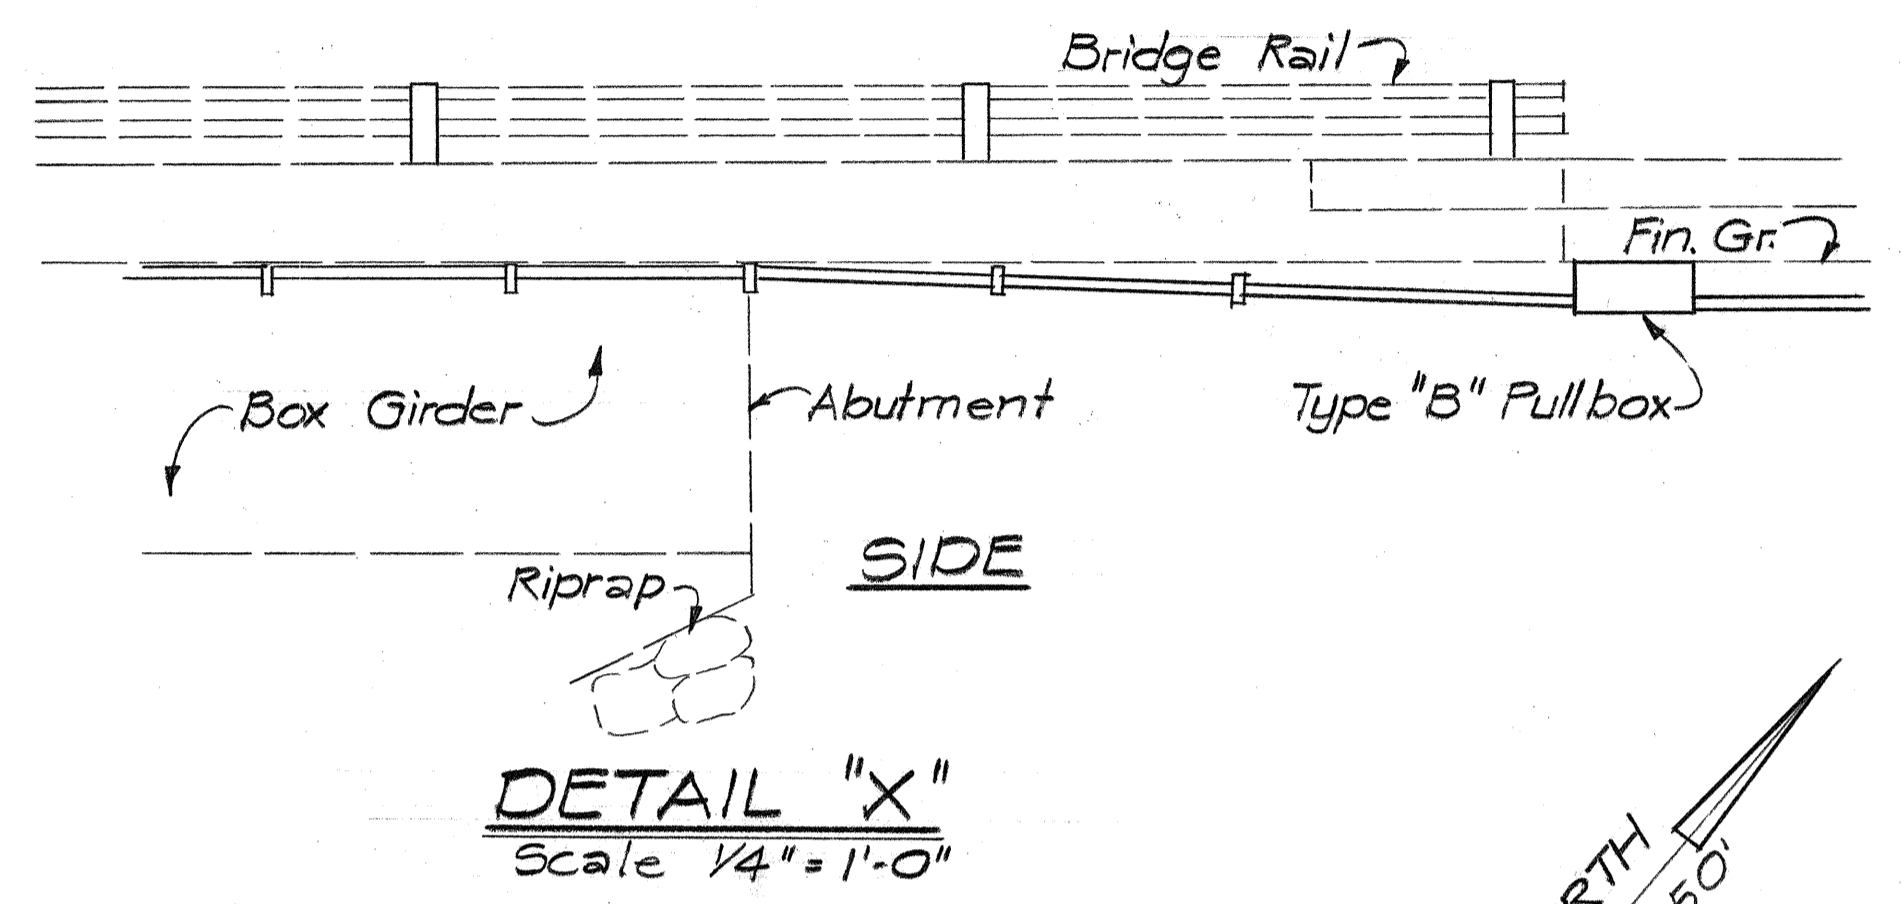 Bridge Rail
Fin. Gr.
Box Girder
Abutment
Type "B" Pullbox
SIDE
Riprap
DETAIL "X"
Scale 1/4" = 1'-0"